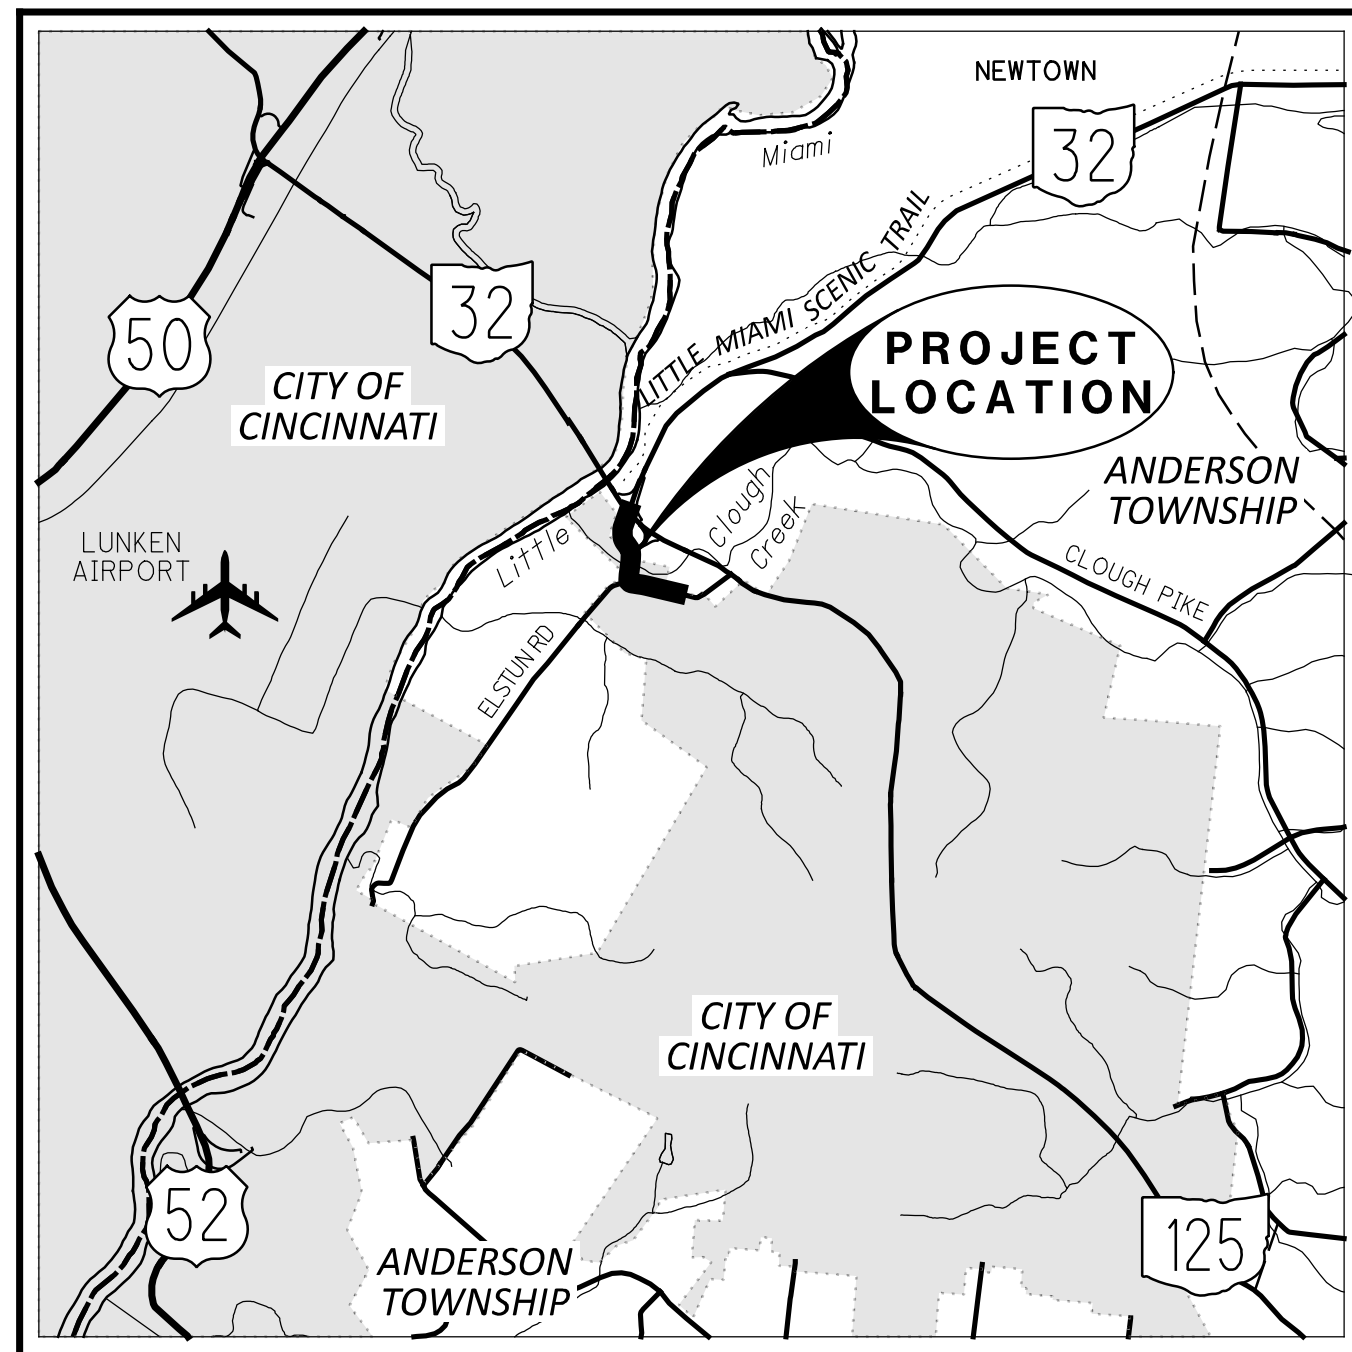 NEWTOWN
32
Miami
LITTLE MIAMI SCENIC TRAIL
32
50
PROJECT
LOCATION
CITY OF
CINCINNATI
ANDERSON
TOWNSHIP
Clough
Creek
LUNKEN
AIRPORT
Little
CLOUGH PIKE
ELSTUN RD
CITY OF
CINCINNATI
52
125
ANDERSON
TOWNSHIP